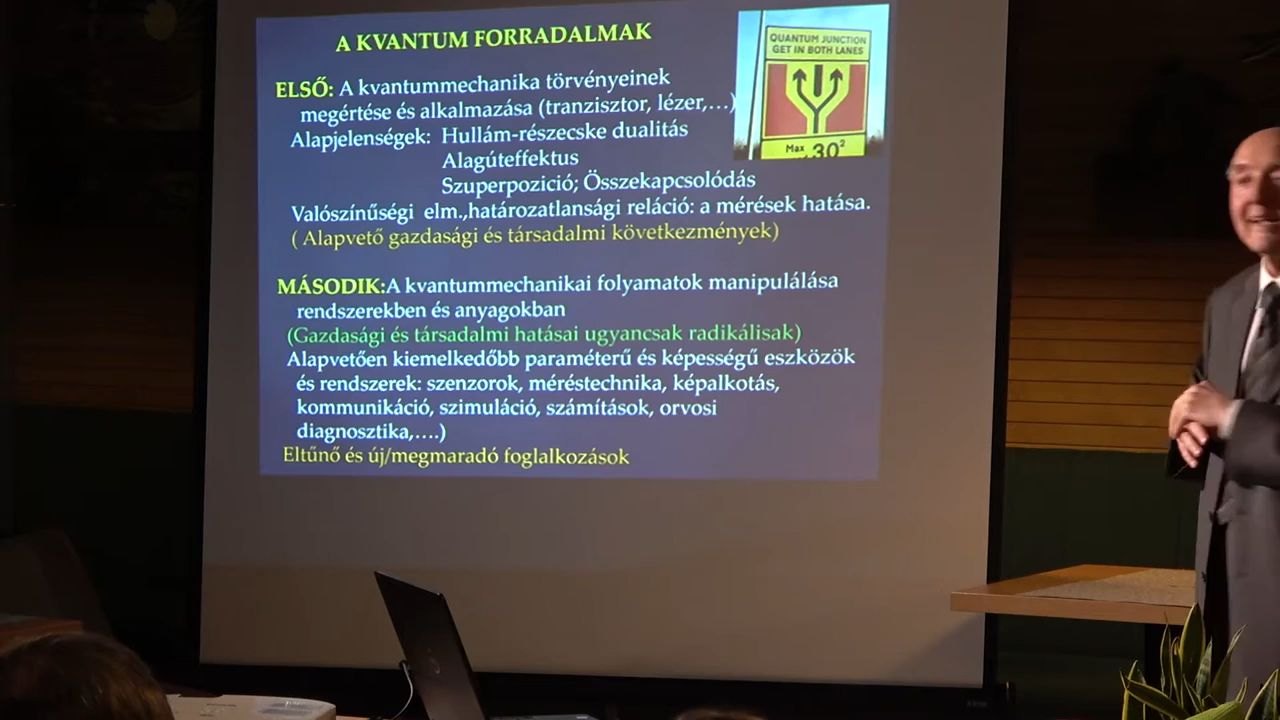 A KVANTUM FORRADALMAK
QUANTUM JUNCTION
GET IN BOTH LANES
Max 30²
ELSŐ: A kvantummechanika törvényeinek
megértése és alkalmazása (tranzisztor, lézer,…)
Alapjelenségek: Hullám-részecske dualitás
Alagúteffektus
Szuperpozició; Összekapcsolódás
Valószínűségi elm.,határozatlansági reláció: a mérések hatása.
( Alapvető gazdasági és társadalmi következmények)
MÁSODIK:A kvantummechanikai folyamatok manipulálása
rendszerekben és anyagokban
(Gazdasági és társadalmi hatásai ugyancsak radikálisak)
Alapvetően kiemelkedőbb paraméterű és képességű eszközök
és rendszerek: szenzorok, méréstechnika, képalkotás,
kommunikáció, szimuláció, számítások, orvosi
diagnosztika,….)
Eltűnő és új/megmaradó foglalkozások